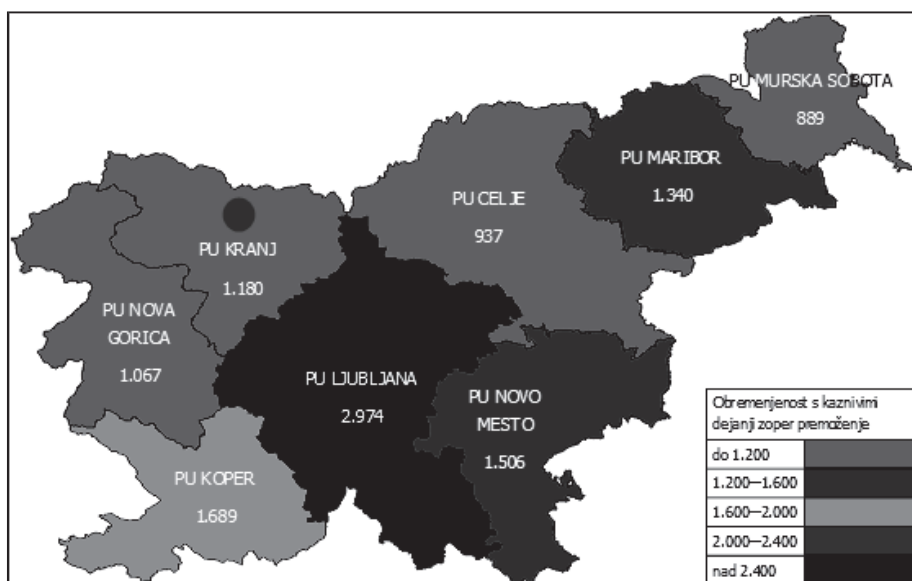 PU MURSKA SOBOTA
889
PU MARIBOR
1.340
PU CELJE
937
PU KRANJ
1.180
PU NOVA
GORICA
1.067
PU LJUBLJANA
2.974
PU NOVO
MESTO
1.506
PU KOPER
1.689
Obremenjenost s kaznivimi
dejanji zoper premoženje
do 1.200
1.200—1.600
1.600—2.000
2.000—2.400
nad 2.400